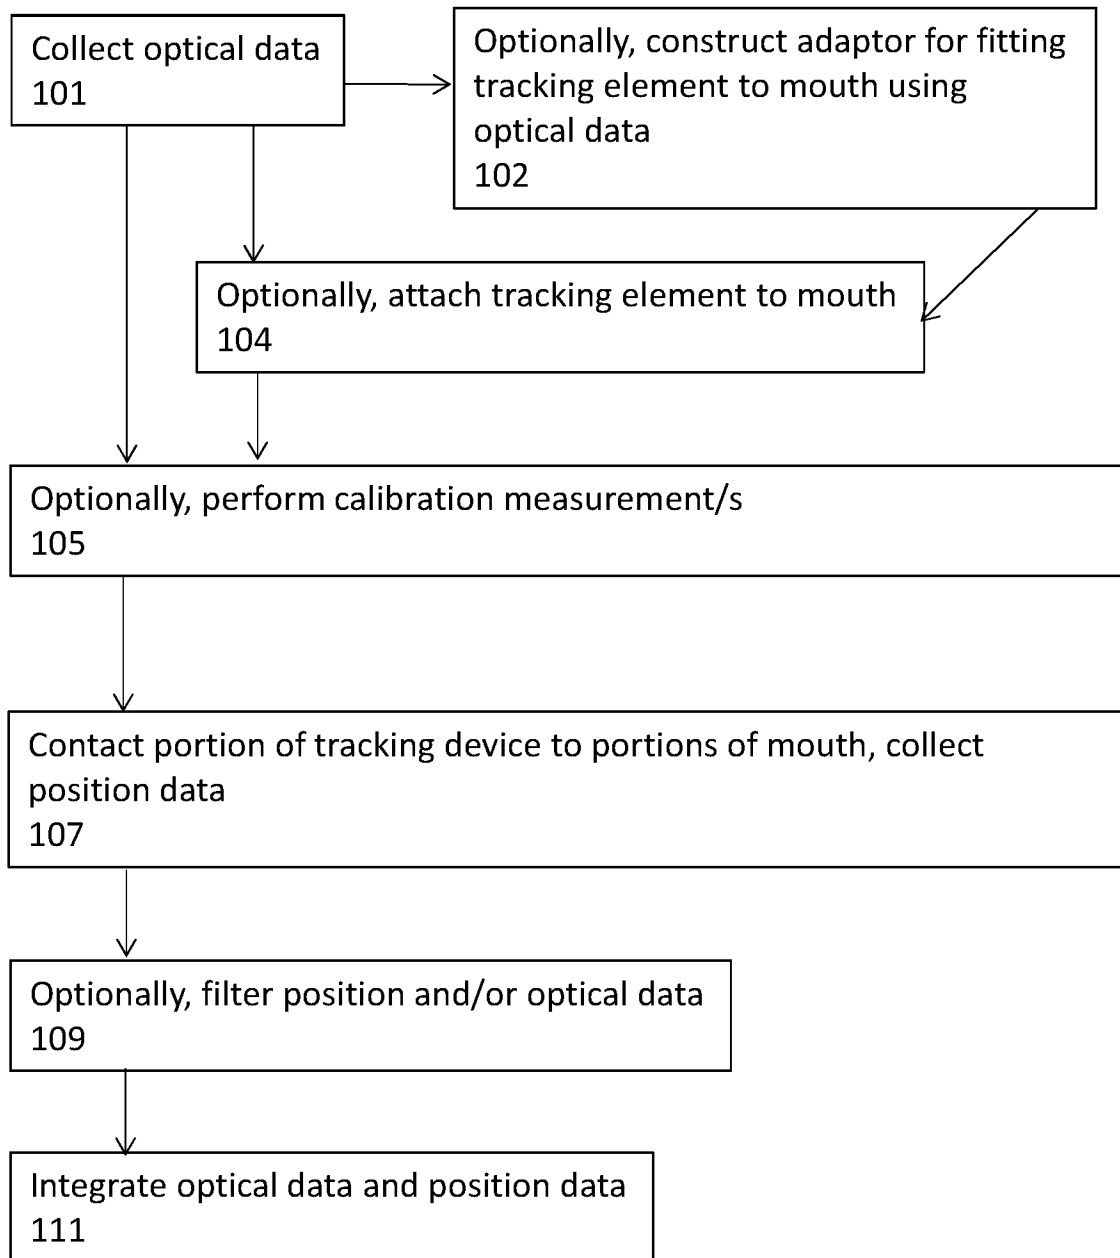 Collect optical data
101
Optionally, construct adaptor for fitting
tracking element to mouth using
optical data
102
Optionally, attach tracking element to mouth
104
Optionally, perform calibration measurement/s
105
Contact portion of tracking device to portions of mouth, collect
position data
107
Optionally, filter position and/or optical data
109
Integrate optical data and position data
111